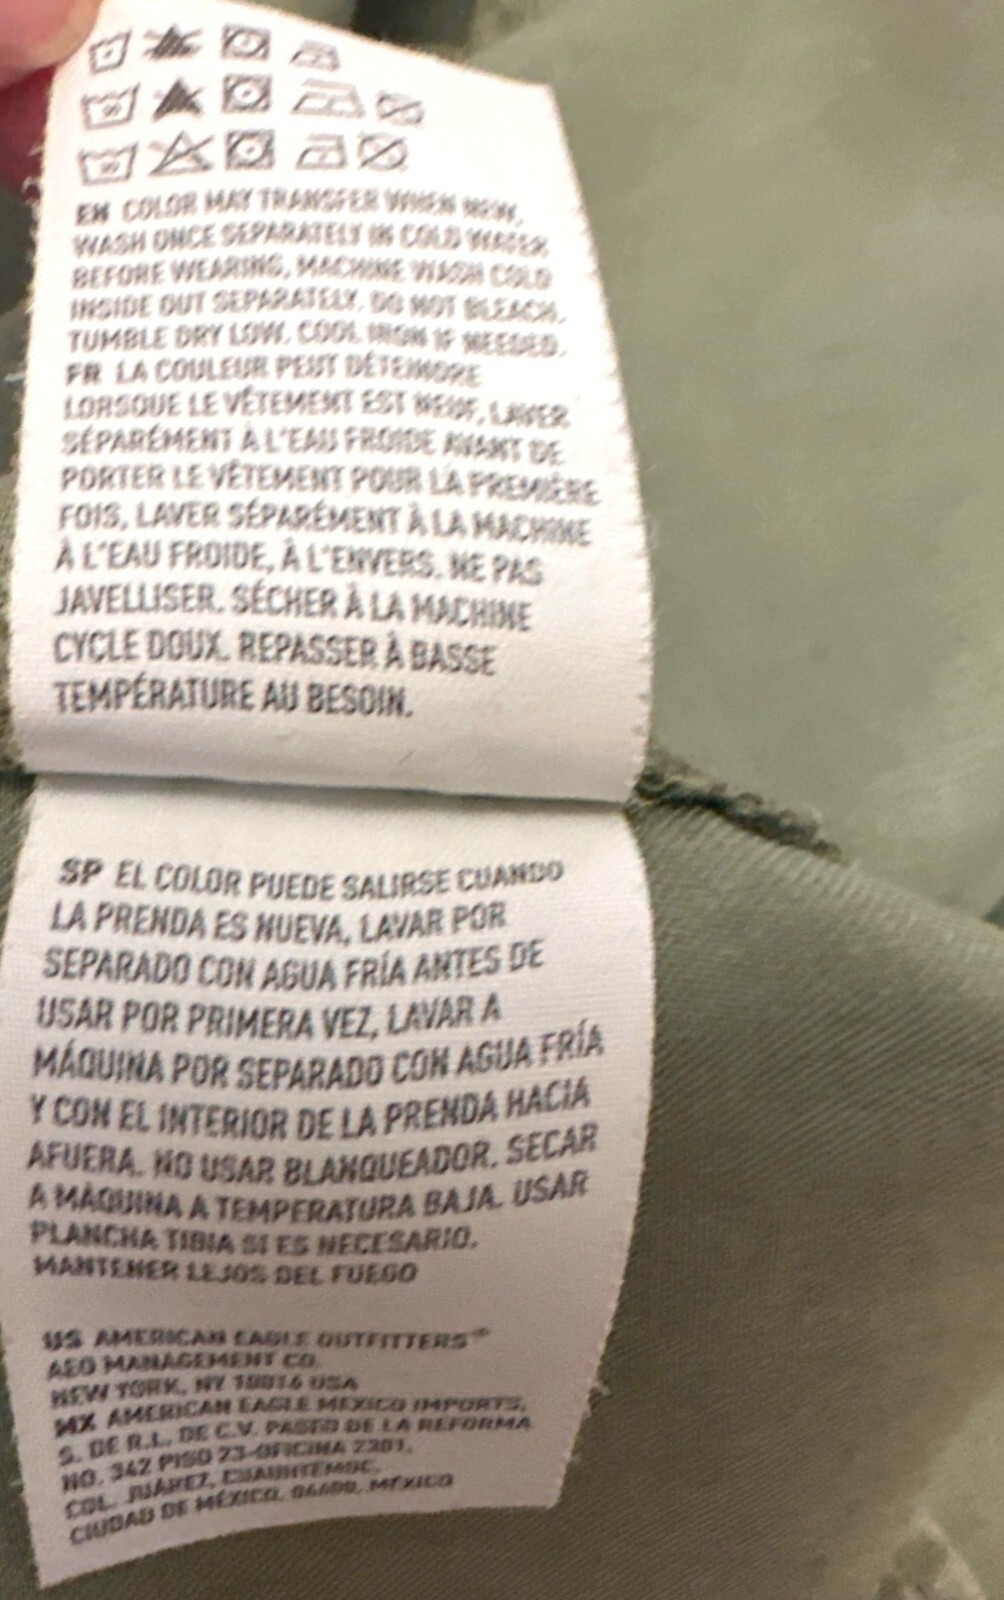 EN COLOR MAY TRANSFER WHEN NEW,
WASH ONCE SEPARATELY IN COLD WATER
BEFORE WEARING, MACHINE WASH COLD
INSIDE OUT SEPARATELY. DO NOT BLEACH.
TUMBLE DRY LOW. COOL IRON IF NEEDED.
FR LA COULEUR PEUT DÉTEINDRE
LORSQUE LE VÊTEMENT EST NEUF, LAVER
SÉPARÉMENT À L'EAU FROIDE AVANT DE
PORTER LE VÊTEMENT POUR LA PREMIÈRE
FOIS, LAVER SÉPARÉMENT À LA MACHINE
À L'EAU FROIDE, À L'ENVERS. NE PAS
JAVELLISER. SÉCHER À LA MACHINE
CYCLE DOUX. REPASSER À BASSE
TEMPÉRATURE AU BESOIN.
SP EL COLOR PUEDE SALIRSE CUANDO
LA PRENDA ES NUEVA, LAVAR POR
SEPARADO CON AGUA FRÍA ANTES DE
USAR POR PRIMERA VEZ, LAVAR A
MÁQUINA POR SEPARADO CON AGUA FRÍA
Y CON EL INTERIOR DE LA PRENDA HACIA
AFUERA. NO USAR BLANQUEADOR. SECAR
A MÁQUINA A TEMPERATURA BAJA. USAR
PLANCHA TIBIA SI ES NECESARIO.
MANTENER LEJOS DEL FUEGO
US AMERICAN EAGLE OUTFITTERS®
AEO MANAGEMENT CO.
NEW YORK, NY 10016 USA
MX AMERICAN EAGLE MEXICO IMPORTS,
S. DE R.L. DE C.V. PASEO DE LA REFORMA
NO. 342 PISO 23-OFICINA 2301,
COL. JUÁREZ, CUAUHTEMOC,
CIUDAD DE MÉXICO, 06600, MÉXICO